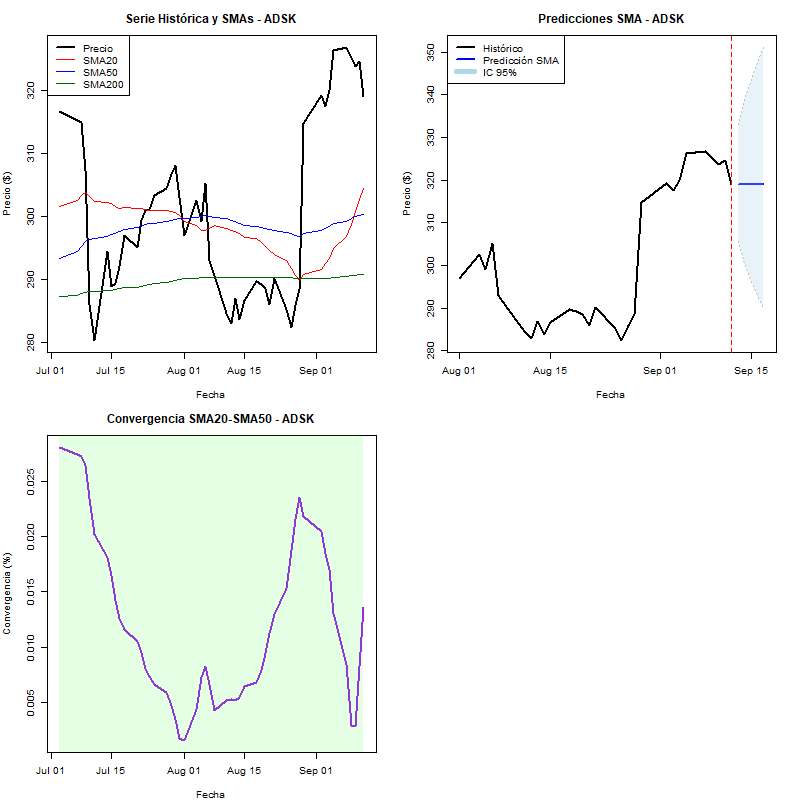 Serie Histórica y SMAs - ADSK
Precio
SMA20
SMA50
SMA200
Precio ($)
280
290
300
310
320
Jul 01
Jul 15
Aug 01
Aug 15
Sep 01
Fecha
Predicciones SMA - ADSK
Histórico
Predicción SMA
IC 95%
Precio ($)
280
290
300
310
320
330
340
350
Aug 01
Aug 15
Sep 01
Sep 15
Fecha
Convergencia SMA20-SMA50 - ADSK
Convergencia (%)
0.005
0.010
0.015
0.020
0.025
Jul 01
Jul 15
Aug 01
Aug 15
Sep 01
Fecha